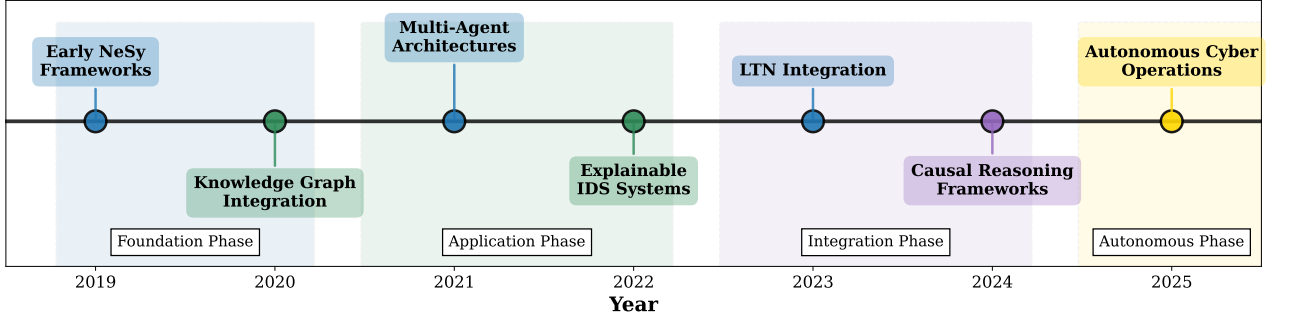 Early NeSy
Frameworks
Multi-Agent
Architectures
LTN Integration
Autonomous Cyber
Operations
Knowledge Graph
Integration
Explainable
IDS Systems
Causal Reasoning
Frameworks
Foundation Phase
Application Phase
Integration Phase
Autonomous Phase
2019
2020
2021
2022
2023
2024
2025
Year